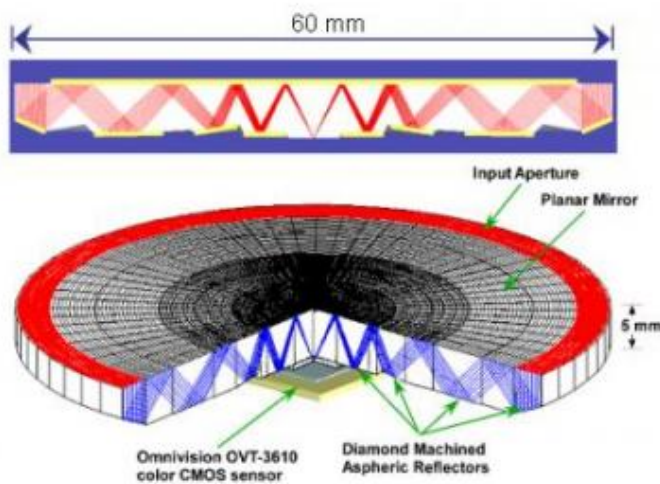 60 mm
Input Aperture
Planar Mirror
5 mm
Omnivision OVT-3610
color CMOS sensor
Diamond Machined
Aspheric Reflectors